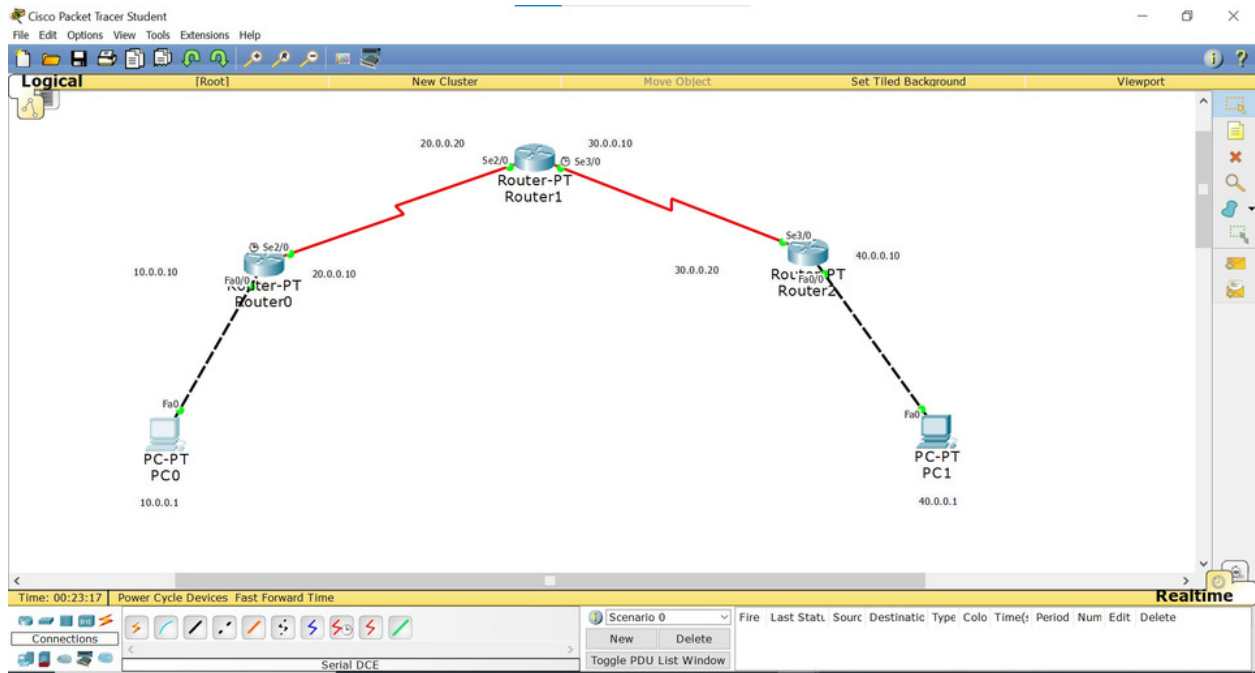 Cisco Packet Tracer Student
File Edit Options View Tools Extensions Help
Logical [Root] New Cluster Move Object Set Tiled Background Viewport
20.0.0.20 30.0.0.10
Se2/0 Se3/0
Router-PT
Router1
Se2/0
10.0.0.10 Fa0/0 20.0.0.10
Router-PT
Router0
Se3/0
40.0.0.10
30.0.0.20
Router-PT
Fa0/0
Router2
Fa0
PC-PT
PC0
10.0.0.1
Fa0
PC-PT
PC1
40.0.0.1
Time: 00:23:17 Power Cycle Devices Fast Forward Time Realtime
Connections
Serial DCE
Scenario 0
New Delete
Toggle PDU List Window
Fire Last Statu Sourc Destinatic Type Colo Time(s Period Num Edit Delete